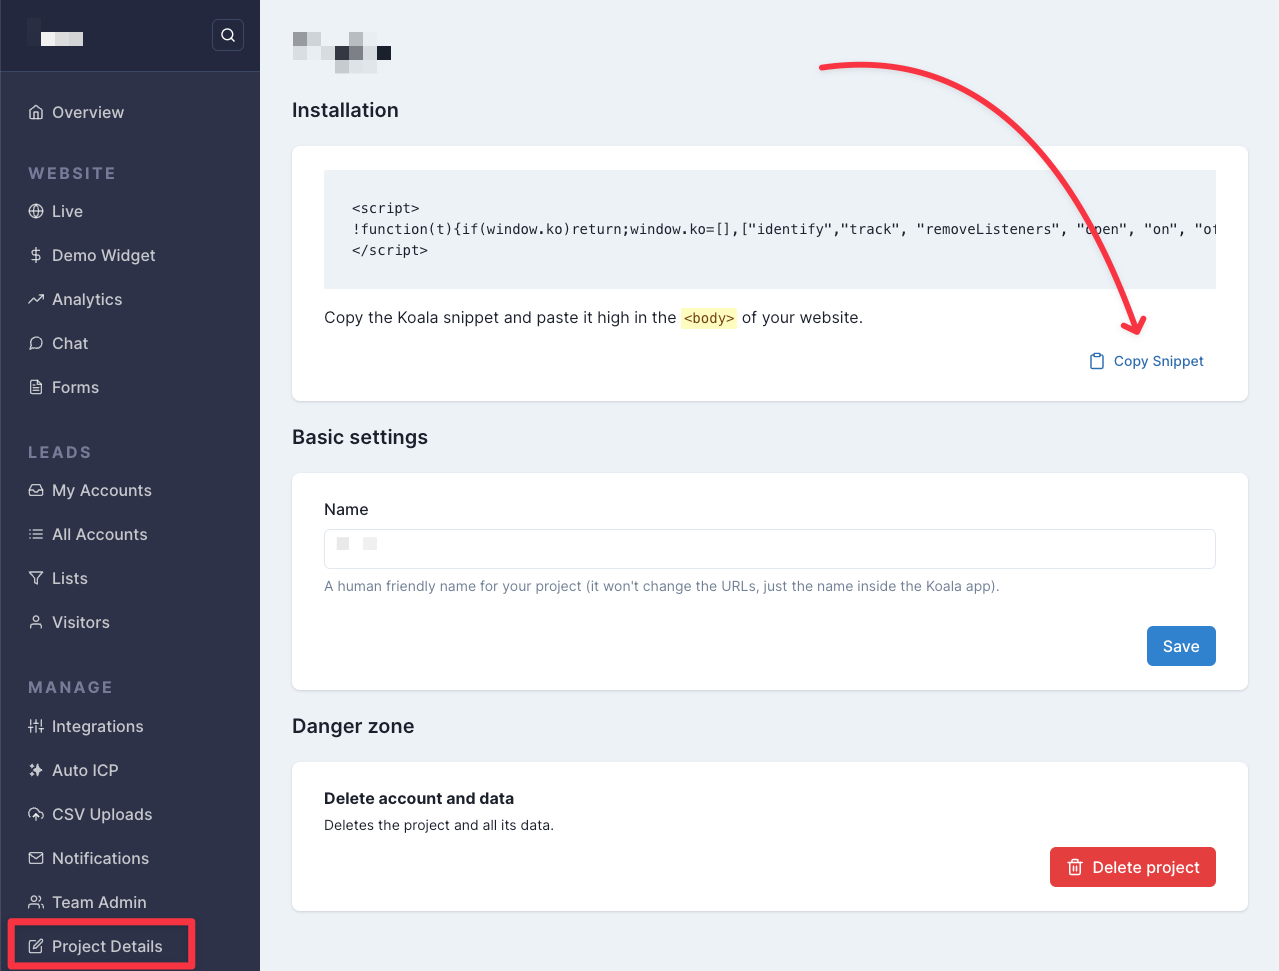 Overview
WEBSITE
Live
Demo Widget
Analytics
Chat
Forms
LEADS
My Accounts
All Accounts
Lists
Visitors
MANAGE
Integrations
Auto ICP
CSV Uploads
Notifications
Team Admin
Project Details
Installation
<script>
!function(t){if(window.ko)return;window.ko=[],["identify","track", "removeListeners", "open", "on", "of
</script>
Copy the Koala snippet and paste it high in the <body> of your website.
Copy Snippet
Basic settings
Name
A human friendly name for your project (it won't change the URLs, just the name inside the Koala app).
Save
Danger zone
Delete account and data
Deletes the project and all its data.
Delete project